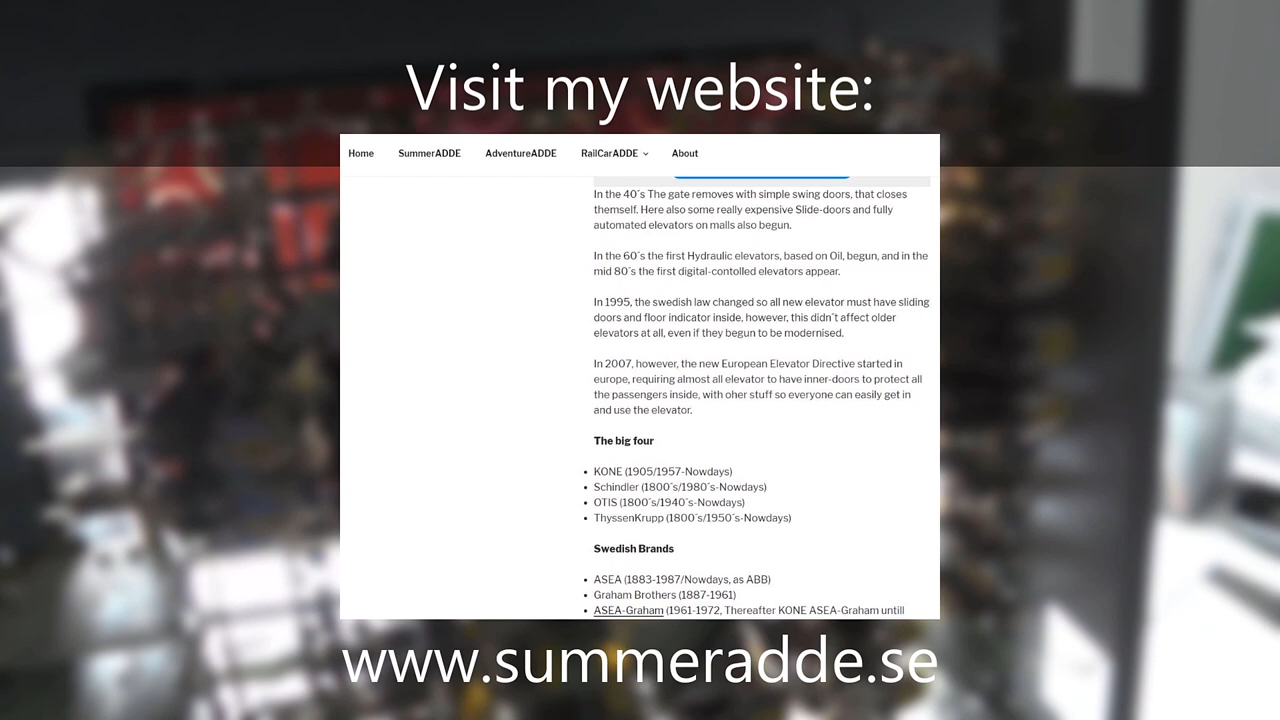 Visit my website:
Home SummerADDE AdventureADDE RailCarADDE About
In the 40´s The gate removes with simple swing doors, that closes
themself. Here also some really expensive Slide-doors and fully
automated elevators on malls also begun.
In the 60´s the first Hydraulic elevators, based on Oil, begun, and in the
mid 80´s the first digital-contolled elevators appear.
In 1995, the swedish law changed so all new elevator must have sliding
doors and floor indicator inside, however, this didn´t affect older
elevators at all, even if they begun to be modernised.
In 2007, however, the new European Elevator Directive started in
europe, requiring almost all elevator to have inner-doors to protect all
the passengers inside, with oher stuff so everyone can easily get in
and use the elevator.
The big four
• KONE (1905/1957-Nowdays)
• Schindler (1800´s/1980´s-Nowdays)
• OTIS (1800´s/1940´s-Nowdays)
• ThyssenKrupp (1800´s/1950´s-Nowdays)
Swedish Brands
• ASEA (1883-1987/Nowdays, as ABB)
• Graham Brothers (1887-1961)
• ASEA-Graham (1961-1972, Thereafter KONE ASEA-Graham untill
www.summeradde.se